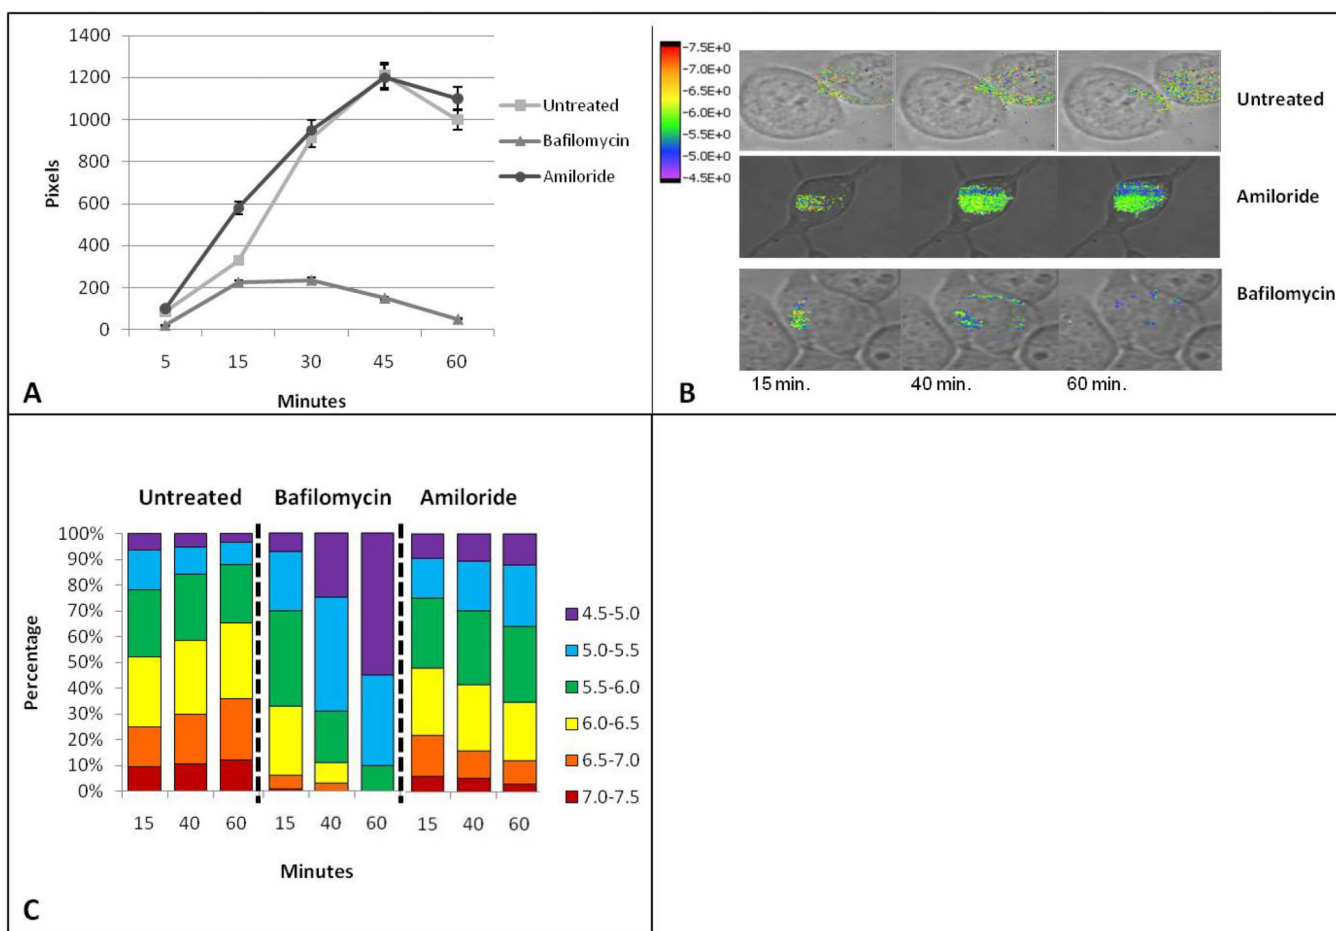 1400
1200
1000
800
600
400
200
0
Pixels
5 15 30 45 60
Minutes
Untreated
Bafilomycin
Amiloride
A
-7.5E+0
-7.0E+0
-6.5E+0
-6.0E+0
-5.5E+0
-5.0E+0
-4.5E+0
Untreated
Amiloride
Bafilomycin
15 min. 40 min. 60 min.
B
Untreated Bafilomycin Amiloride
100%
90%
80%
70%
60%
50%
40%
30%
20%
10%
0%
Percentage
15 40 60 15 40 60 15 40 60
Minutes
4.5-5.0
5.0-5.5
5.5-6.0
6.0-6.5
6.5-7.0
7.0-7.5
C